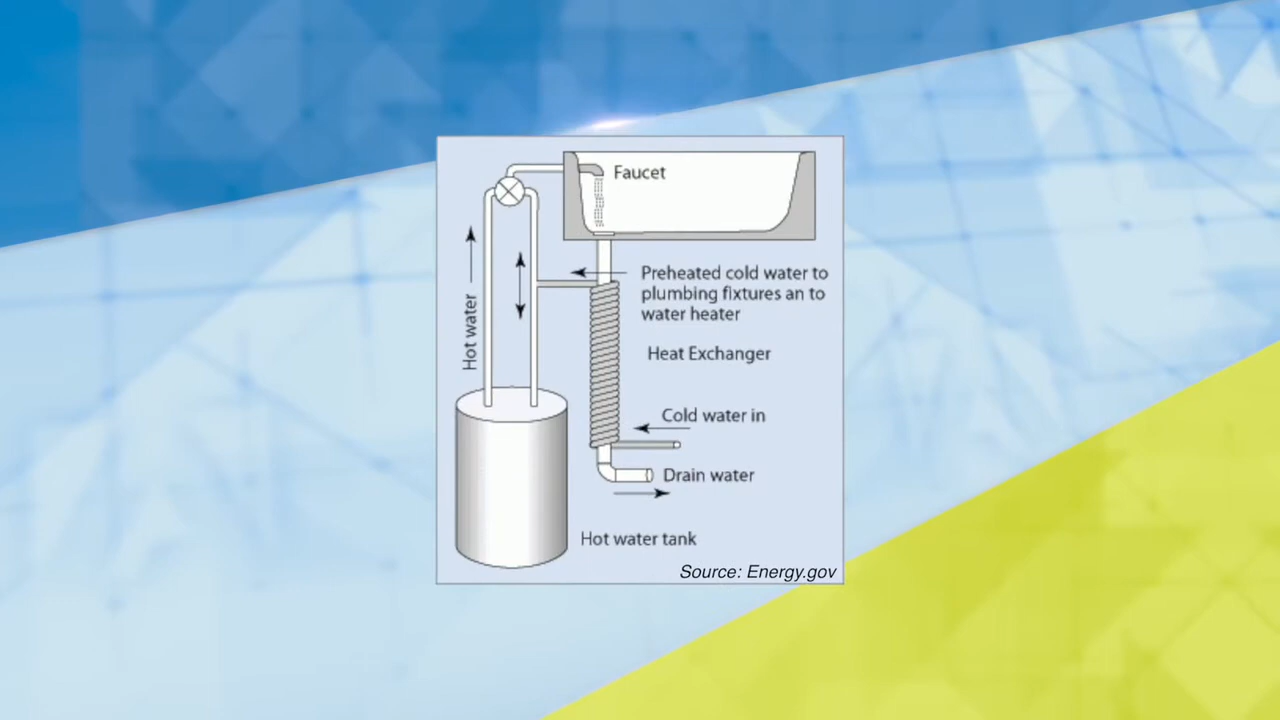 Faucet
Hot water
Preheated cold water to
plumbing fixtures an to
water heater
Heat Exchanger
Cold water in
Drain water
Hot water tank
Source: Energy.gov